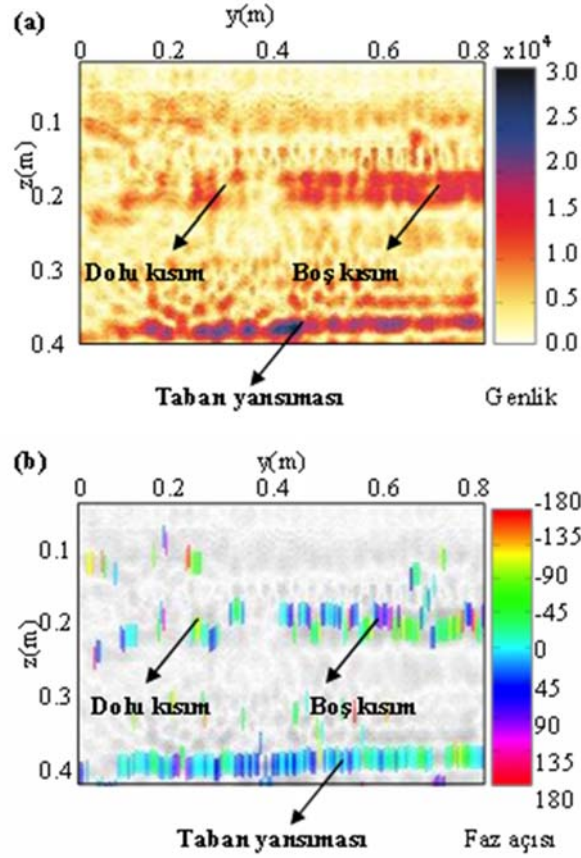 (a)
y(m)
0 0.2 0.4 0.6 0.8
x10⁴
3.0
2.5
2.0
1.5
1.0
0.5
0.0
z(m)
0.1
0.2
0.3
0.4
Dolu kısım
Boş kısım
Taban yansıması
Genlik
(b)
y(m)
0 0.2 0.4 0.6 0.8
-180
-135
-90
-45
0
45
90
135
180
z(m)
0.1
0.2
0.3
0.4
Dolu kısım
Boş kısım
Taban yansıması
Faz açısı